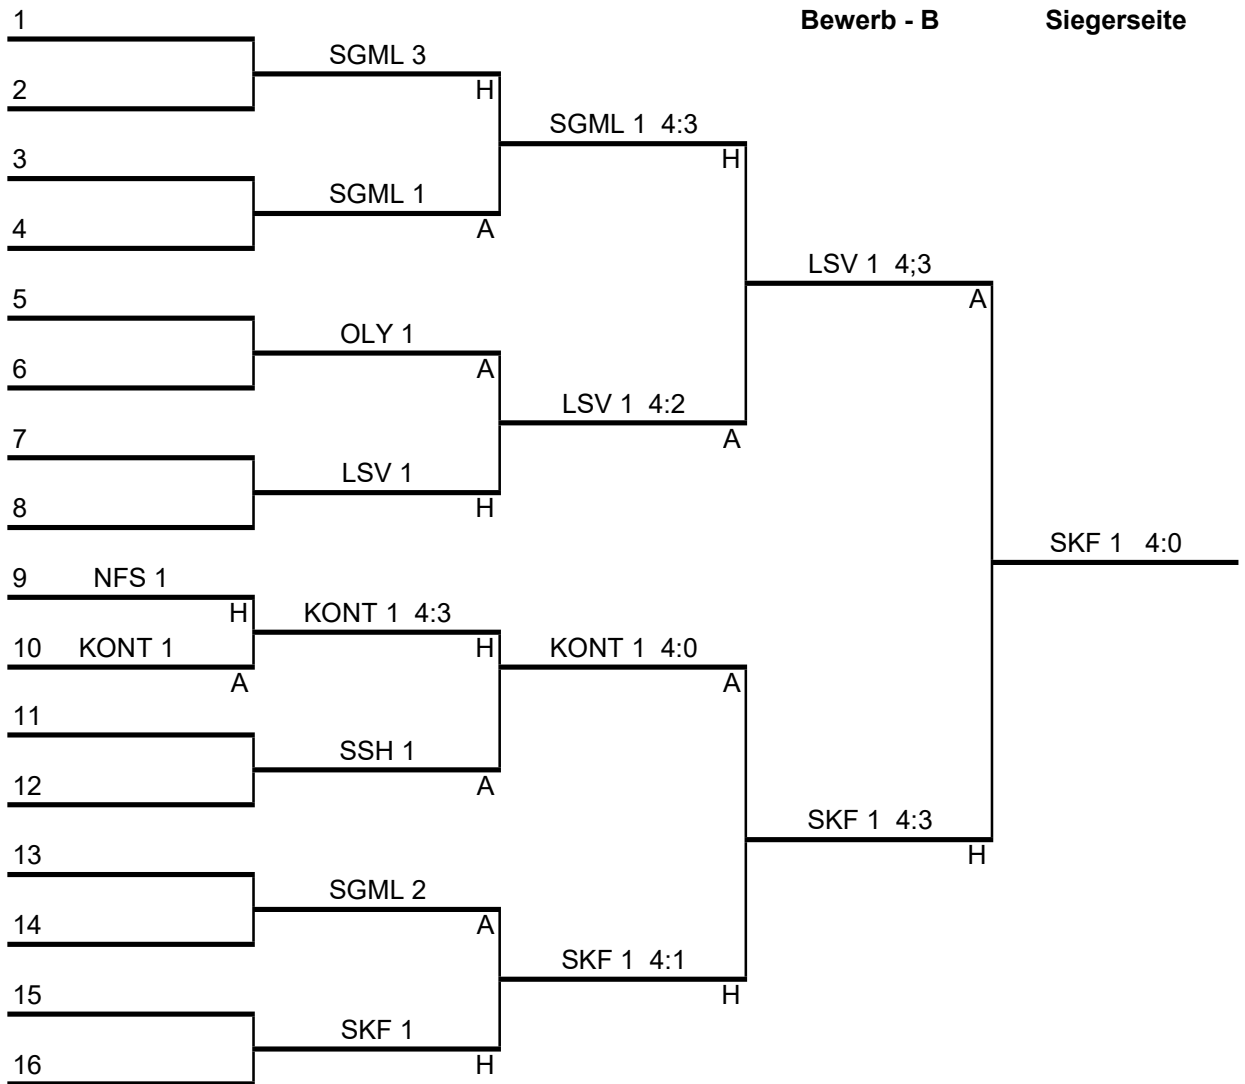 1 Bewerb - B Siegerseite
SGML 3
2 H
SGML 1 4:3
3 H
SGML 1
4 A
LSV 1 4;3
5 A
OLY 1
6 A
LSV 1 4:2
7 A
LSV 1
8 H
SKF 1 4:0
9 NFS 1
H KONT 1 4:3
10 KONT 1 H KONT 1 4:0
A A
11
SSH 1
12 A
SKF 1 4:3
13 H
SGML 2
14 A
SKF 1 4:1
15 H
SKF 1
16 H